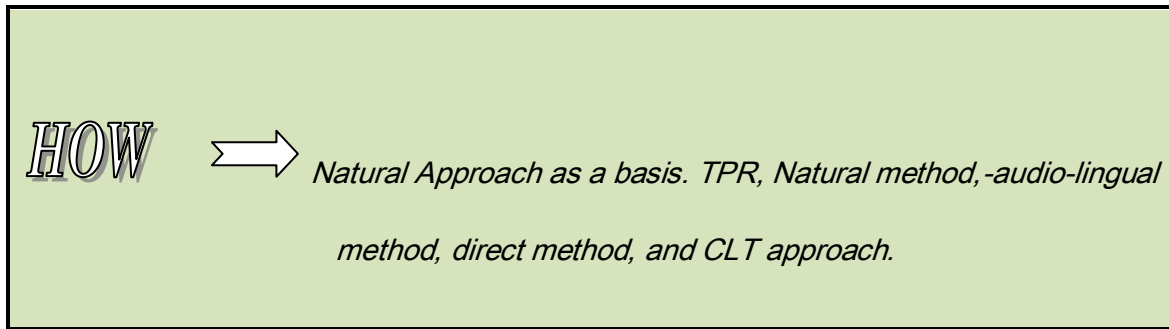 HOW
Natural Approach as a basis. TPR, Natural method,-audio-lingual
method, direct method, and CLT approach.